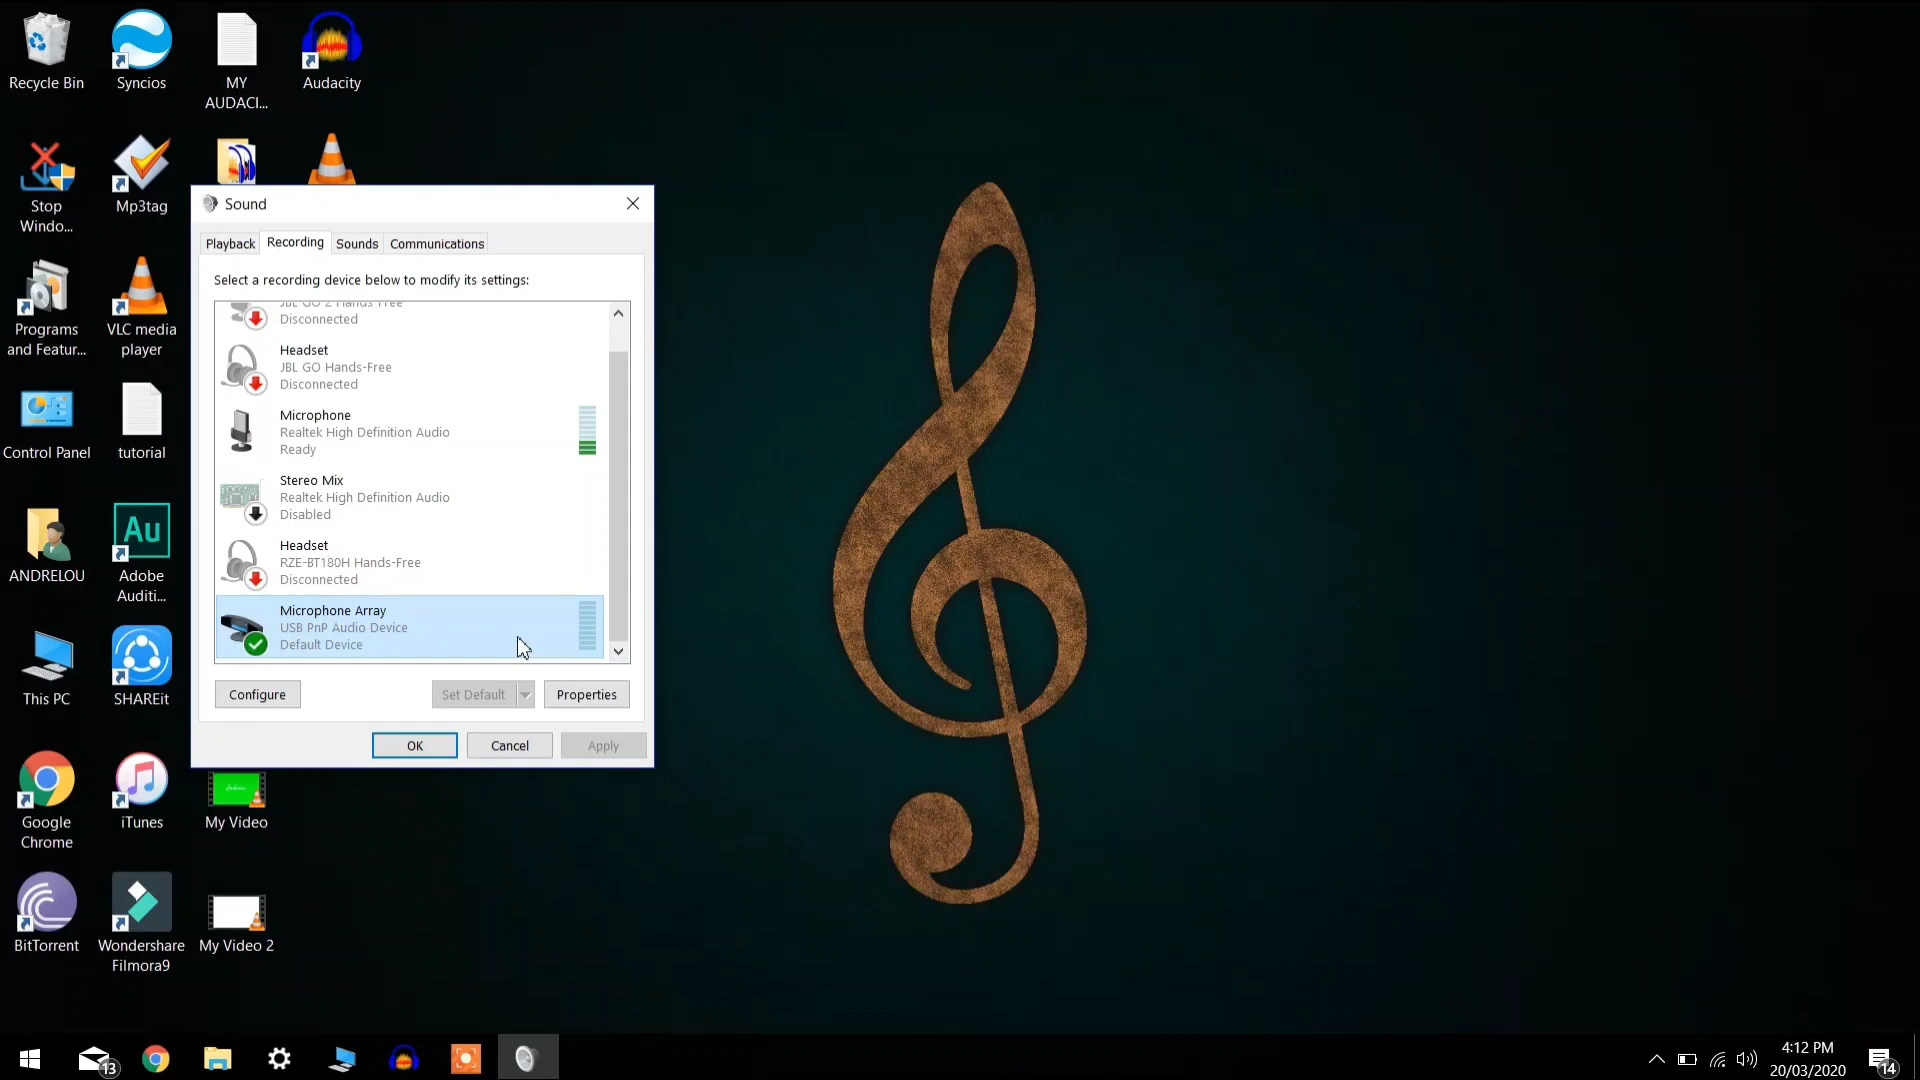 Recycle Bin
Syncios
MY
AUDACI...
Audacity
Stop
Windo...
Mp3tag
Programs
and Featur...
VLC media
player
Control Panel
tutorial
ANDRELOU
Au
Adobe
Auditi...
This PC
SHAREit
Google
Chrome
iTunes
My Video
BitTorrent
Wondershare
Filmora9
My Video 2
Sound
Playback
Recording
Sounds
Communications
Select a recording device below to modify its settings:
JBL GO 2 Hands-Free
Disconnected
Headset
JBL GO Hands-Free
Disconnected
Microphone
Realtek High Definition Audio
Ready
Stereo Mix
Realtek High Definition Audio
Disabled
Headset
RZE-BT180H Hands-Free
Disconnected
Microphone Array
USB PnP Audio Device
Default Device
Configure
Set Default
Properties
OK
Cancel
Apply
13
4:12 PM
20/03/2020
14